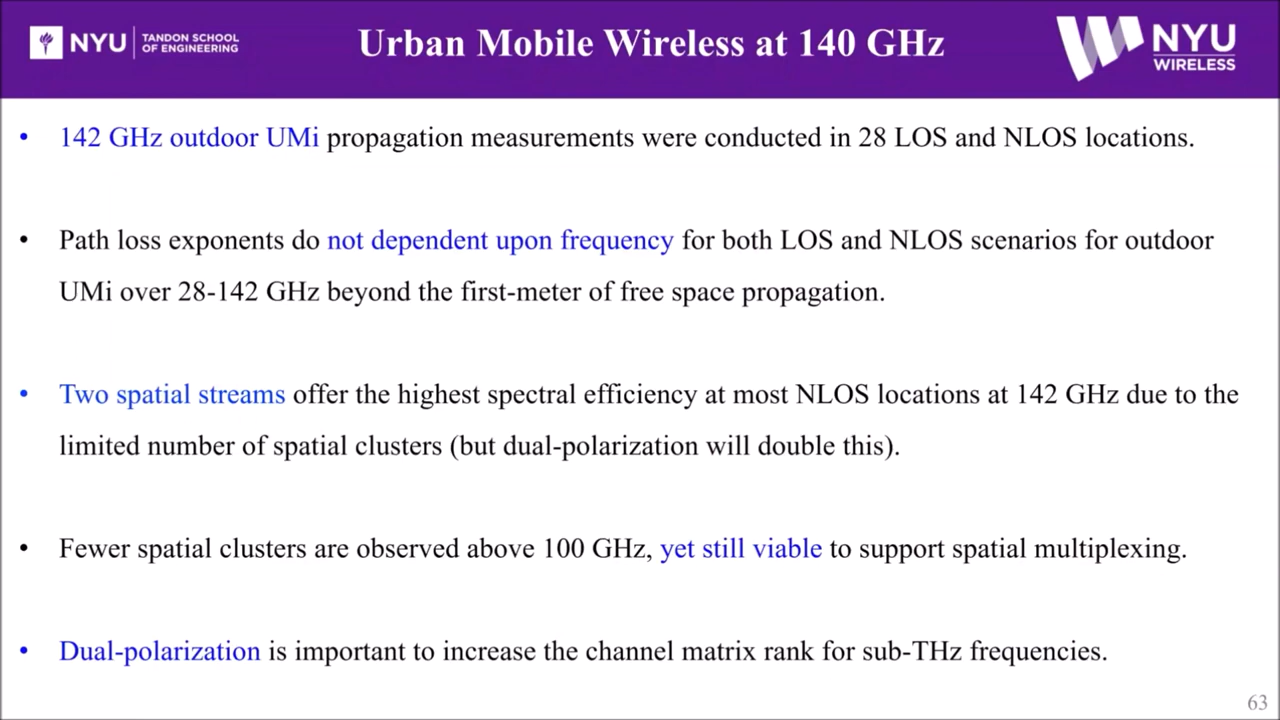 NYU
TANDON SCHOOL
OF ENGINEERING
Urban Mobile Wireless at 140 GHz
NYU
WIRELESS
• 142 GHz outdoor UMi propagation measurements were conducted in 28 LOS and NLOS locations.
• Path loss exponents do not dependent upon frequency for both LOS and NLOS scenarios for outdoor
UMi over 28-142 GHz beyond the first-meter of free space propagation.
• Two spatial streams offer the highest spectral efficiency at most NLOS locations at 142 GHz due to the
limited number of spatial clusters (but dual-polarization will double this).
• Fewer spatial clusters are observed above 100 GHz, yet still viable to support spatial multiplexing.
• Dual-polarization is important to increase the channel matrix rank for sub-THz frequencies.
63